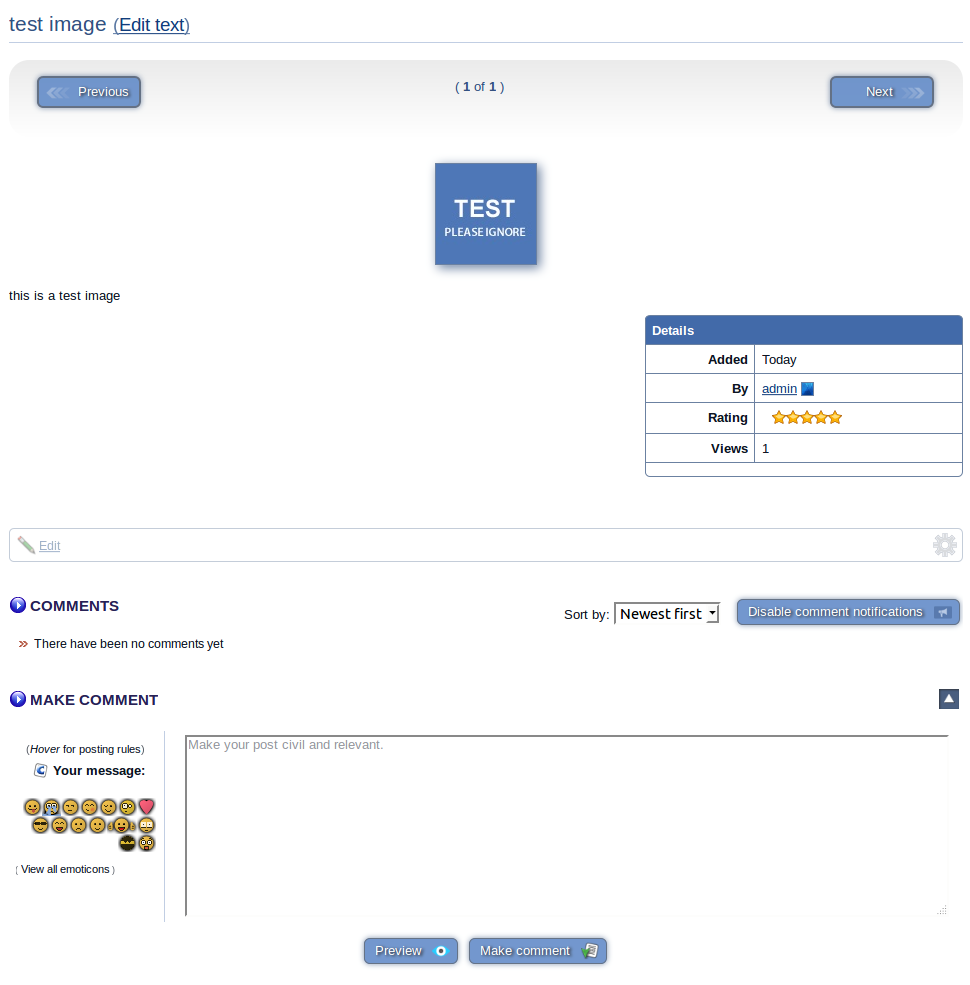 test image (Edit text)
Previous
( 1 of 1 )
Next
TEST
PLEASE IGNORE
this is a test image
Details
Added Today
By admin
Rating
Views 1
Edit
COMMENTS
Sort by: Newest first
Disable comment notifications
There have been no comments yet
MAKE COMMENT
(Hover for posting rules)
Your message:
Make your post civil and relevant.
( View all emoticons )
Preview
Make comment